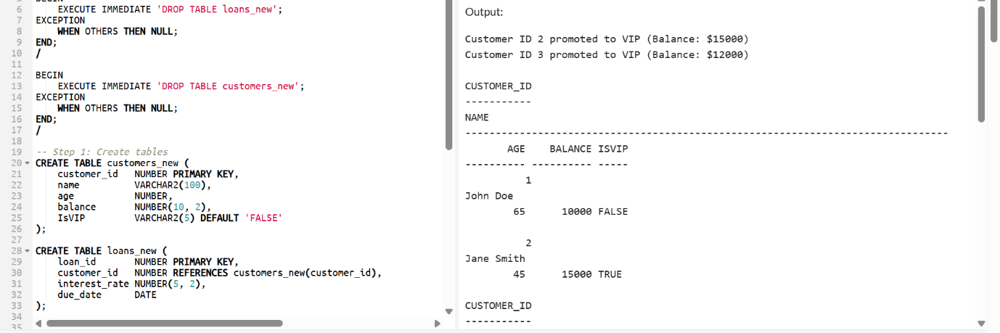 5 BEGIN
6 EXECUTE IMMEDIATE 'DROP TABLE loans_new';
7 EXCEPTION
8 WHEN OTHERS THEN NULL;
9 END;
10 /
11
12 BEGIN
13 EXECUTE IMMEDIATE 'DROP TABLE customers_new';
14 EXCEPTION
15 WHEN OTHERS THEN NULL;
16 END;
17 /
18
19 -- Step 1: Create tables
20 CREATE TABLE customers_new (
21 customer_id NUMBER PRIMARY KEY,
22 name VARCHAR2(100),
23 age NUMBER,
24 balance NUMBER(10, 2),
25 IsVIP VARCHAR2(5) DEFAULT 'FALSE'
26 );
27
28 CREATE TABLE loans_new (
29 loan_id NUMBER PRIMARY KEY,
30 customer_id NUMBER REFERENCES customers_new(customer_id),
31 interest_rate NUMBER(5, 2),
32 due_date DATE
33 );
34
35
Output:
Customer ID 2 promoted to VIP (Balance: $15000)
Customer ID 3 promoted to VIP (Balance: $12000)
CUSTOMER_ID
-----------
NAME
--------------------------------------------------------------------------------
AGE BALANCE ISVIP
---------- ---------- -----
1
John Doe
65 10000 FALSE
2
Jane Smith
45 15000 TRUE
CUSTOMER_ID
-----------